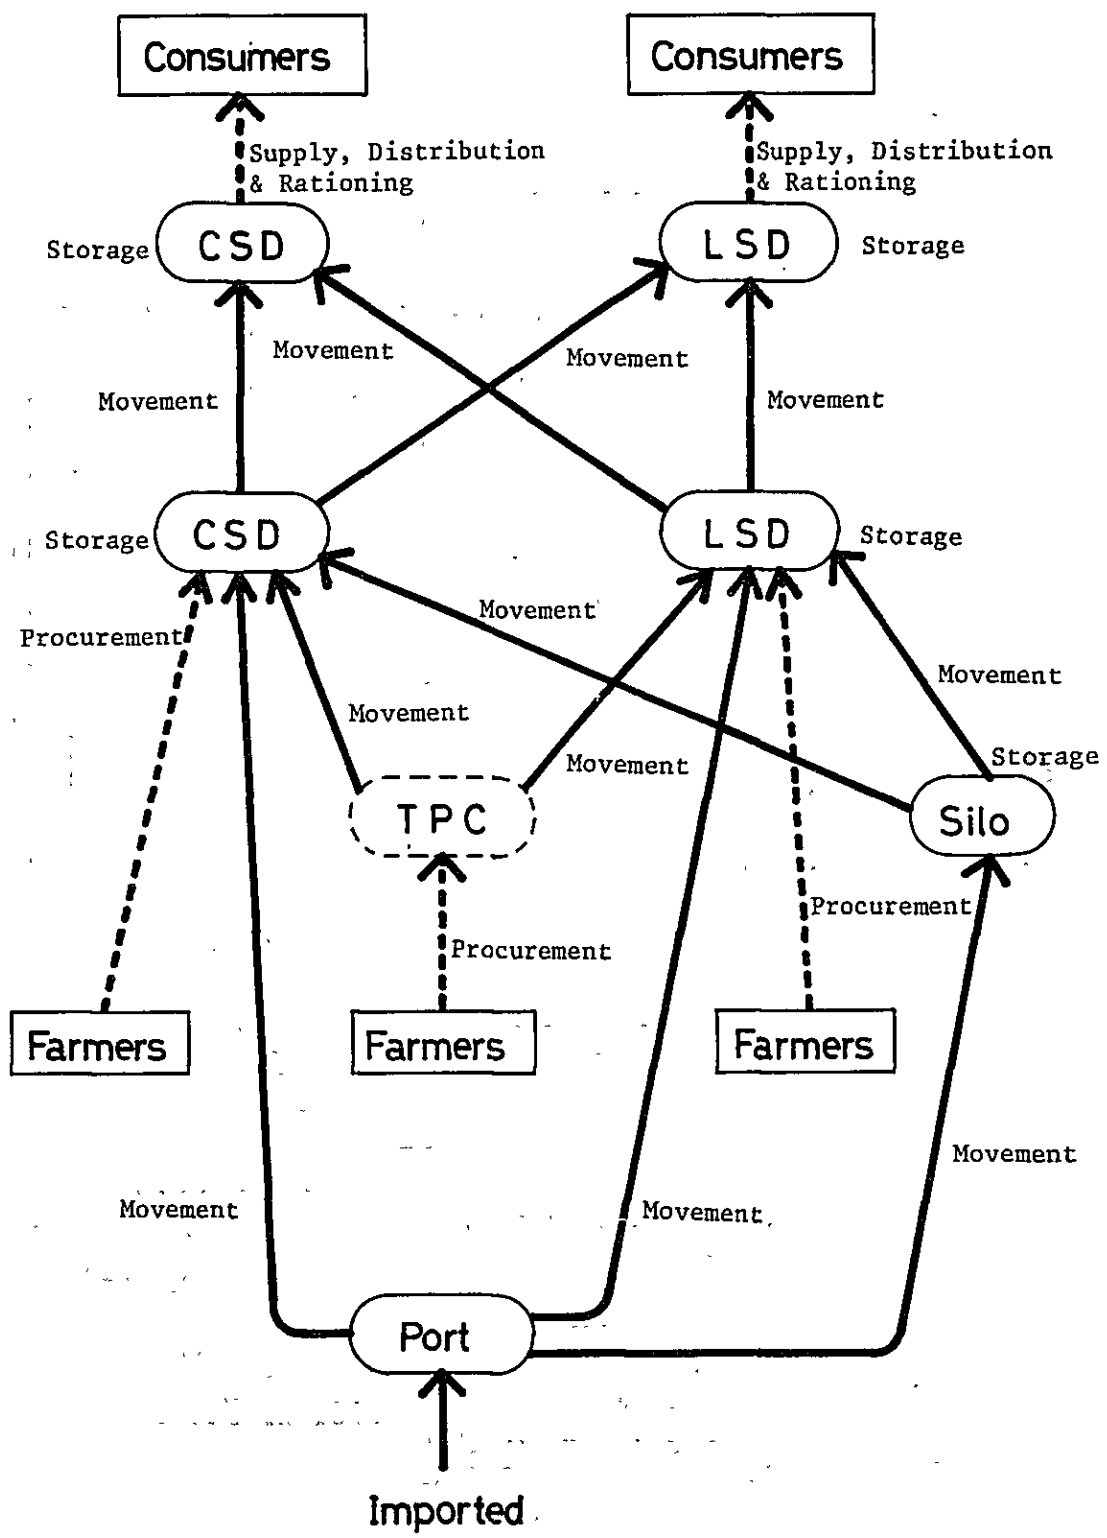 Consumers
Consumers
Supply, Distribution
& Rationing
Supply, Distribution
& Rationing
Storage
CSD
LSD
Storage
Movement
Movement
Movement
Movement
Storage
CSD
LSD
Storage
Movement
Procurement
Movement
Movement
Movement
Storage
TPC
Silo
Procurement
Procurement
Farmers
Farmers
Farmers
Movement
Movement
Movement
Port
Imported